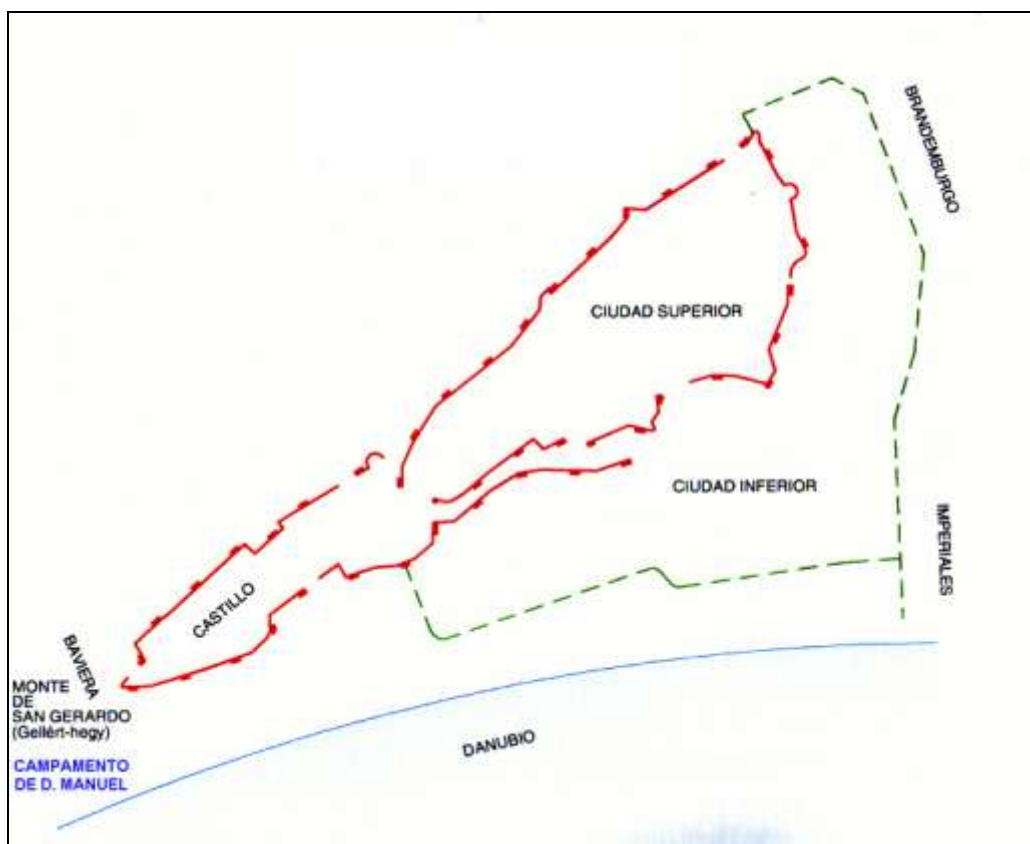 BRANDEMBURGO
CIUDAD SUPERIOR
CIUDAD INFERIOR
IMPERIALES
CASTILLO
BAVIERA
MONTE
DE
SAN GERARDO
(Gellért-hegy)
DANUBIO
CAMPAMENTO
DE D. MANUEL